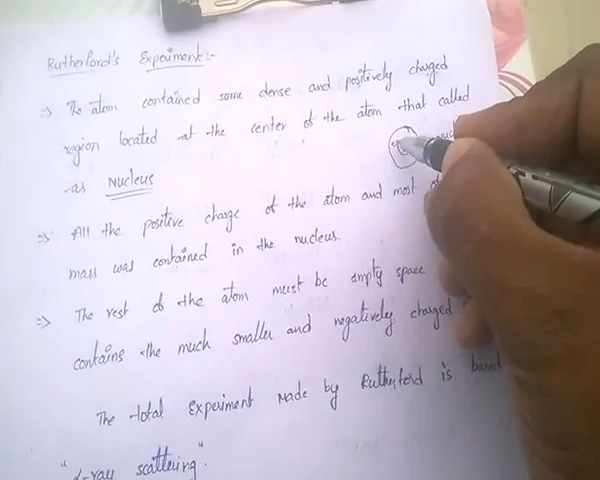 Rutherford's Expeiment:-
⇒ The atom contained some dense and positively charged
region located at the center of the atom that called
as Nucleus
⇒ All the positive charge of the atom and most of
mass was contained in the nucleus.
⇒ The rest of the atom must be empty space
contains the much smaller and negatively charged
The total Expeiment Made by Rutherford is based
"α-ray scattering".